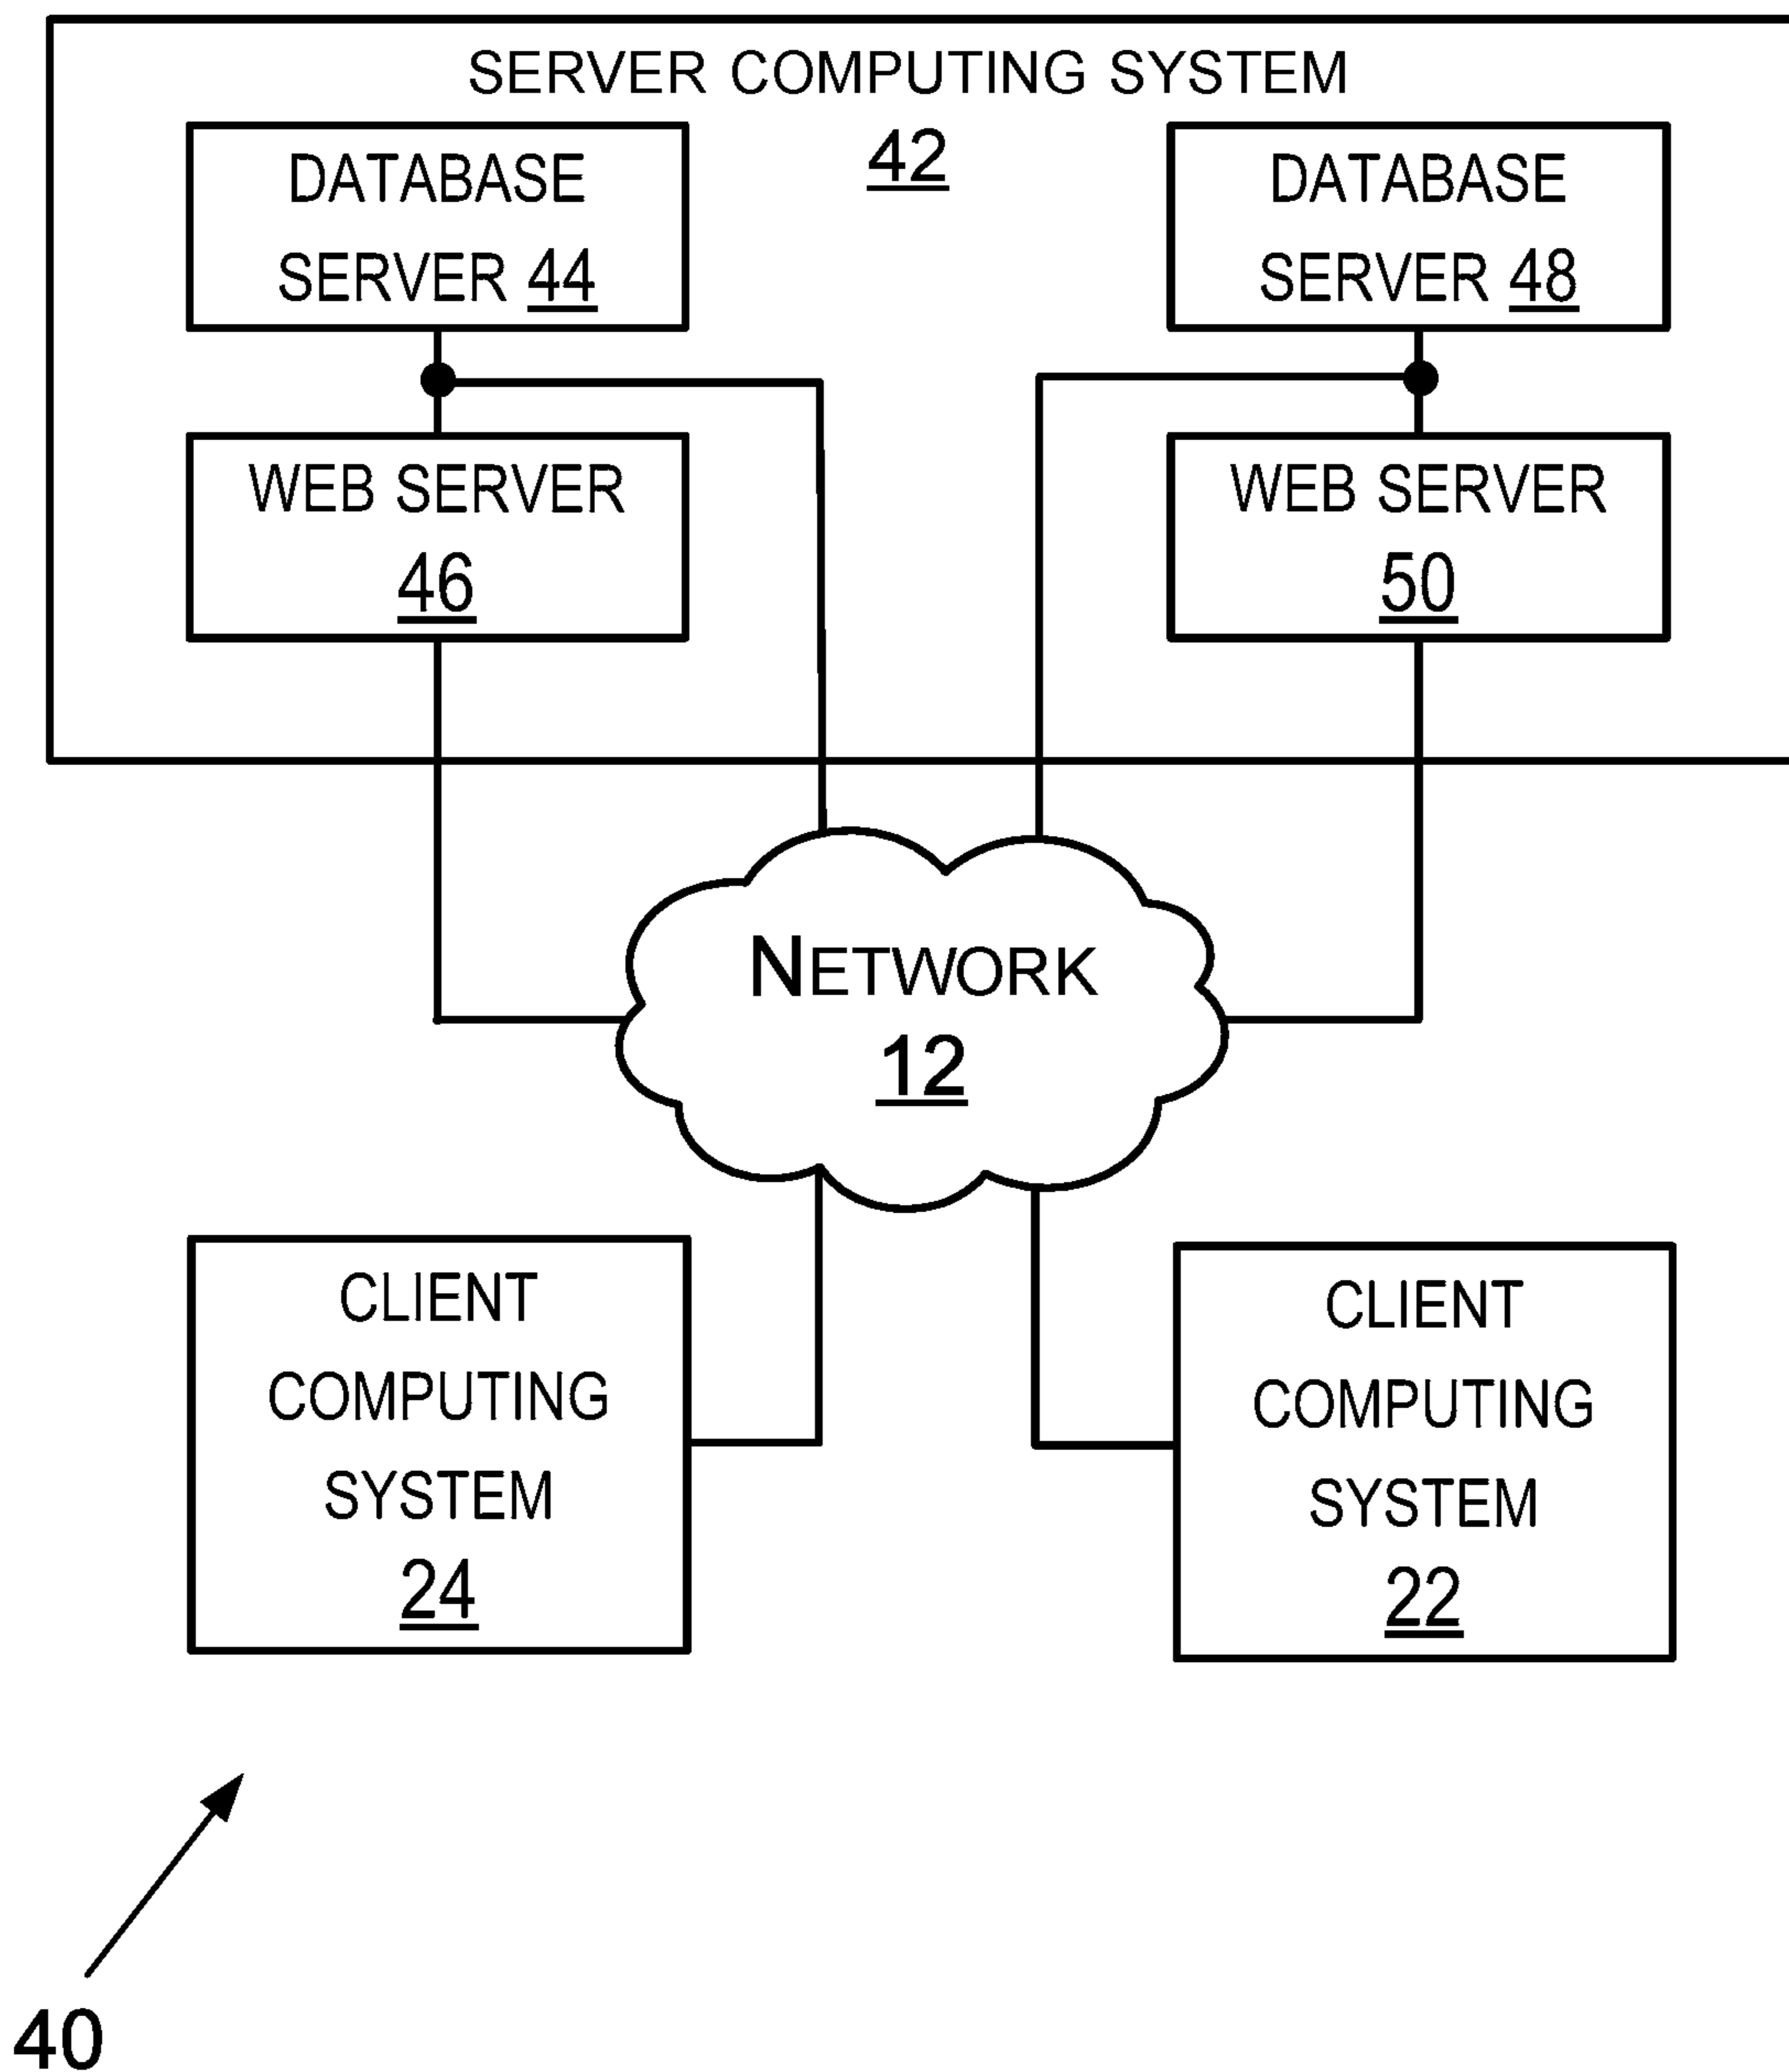 SERVER COMPUTING SYSTEM
42
DATABASE
SERVER 44
DATABASE
SERVER 48
WEB SERVER
46
WEB SERVER
50
NETWORK
12
CLIENT
COMPUTING
SYSTEM
24
CLIENT
COMPUTING
SYSTEM
22
40